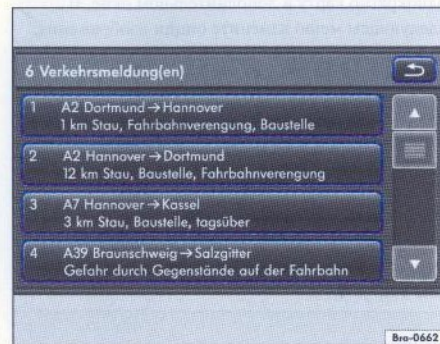 6 Verkehrsmeldung(en)
1 A2 Dortmund → Hannover
1 km Stau, Fahrbahnverengung, Baustelle
2 A2 Hannover → Dortmund
12 km Stau, Baustelle, Fahrbahnverengung
3 A7 Hannover → Kassel
3 km Stau, Baustelle, tagsüber
4 A39 Braunschweig → Salzgitter
Gefahr durch Gegenstände auf der Fahrbahn
Bro-0662